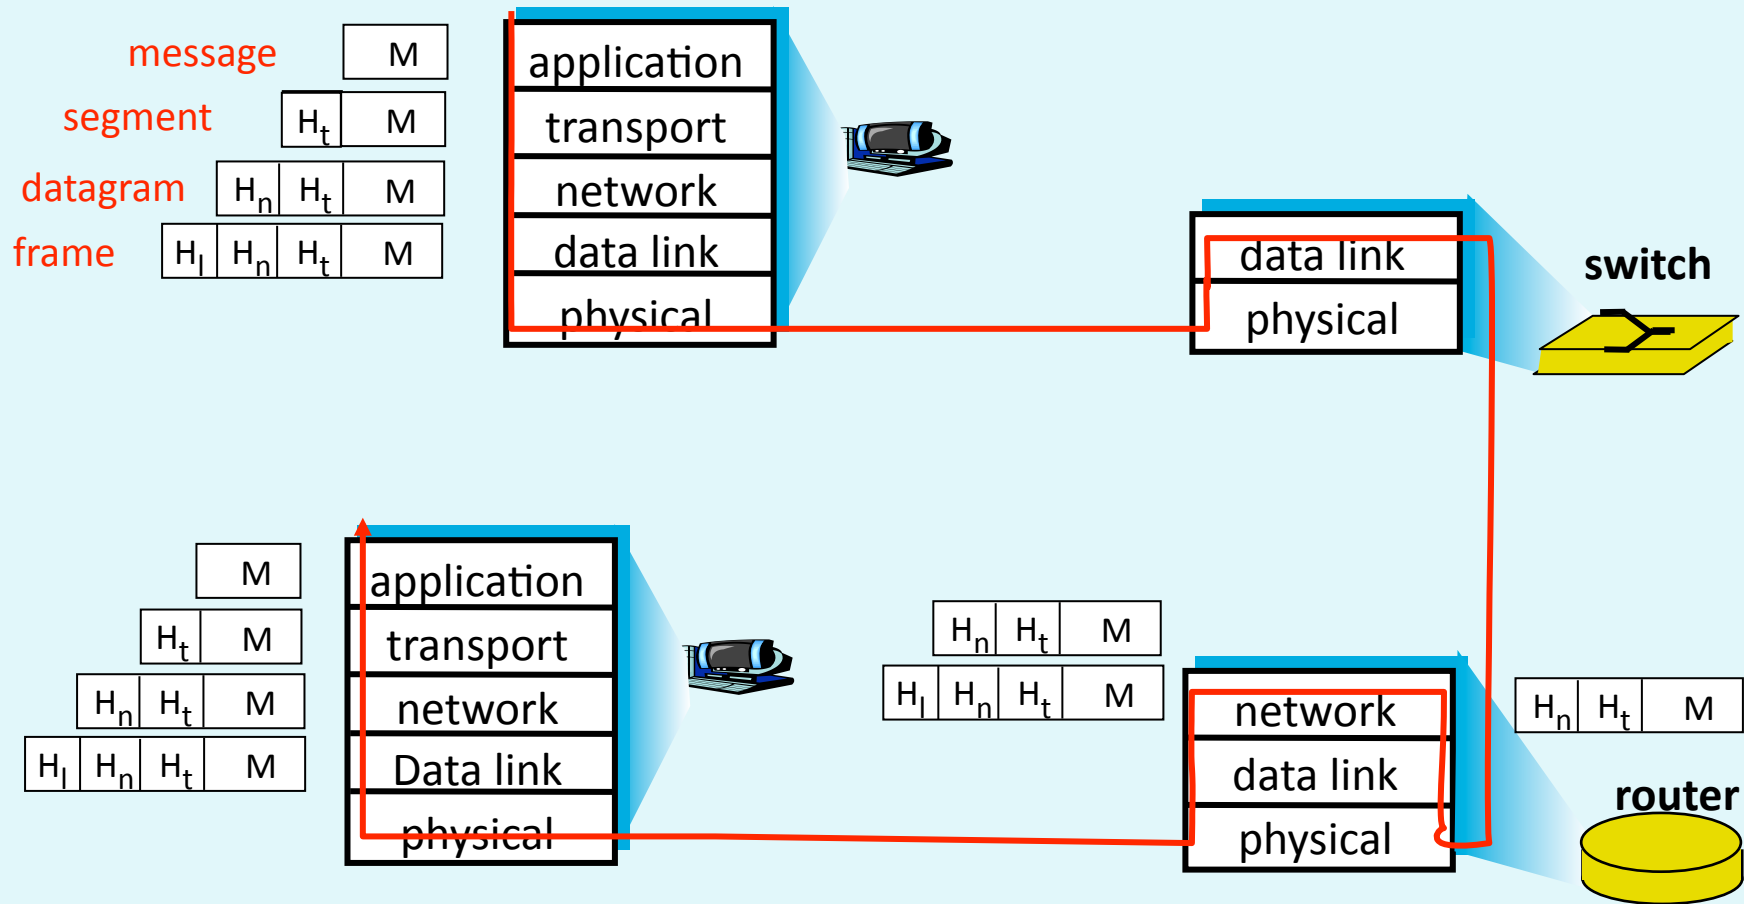 message M
segment Ht M
datagram Hn Ht M
frame Hl Hn Ht M
application
transport
network
data link
physical
data link
physical
switch
M
Ht M
Hn Ht M
Hl Hn Ht M
application
transport
network
Data link
physical
Hn Ht M
Hl Hn Ht M
network
data link
physical
Hn Ht M
router